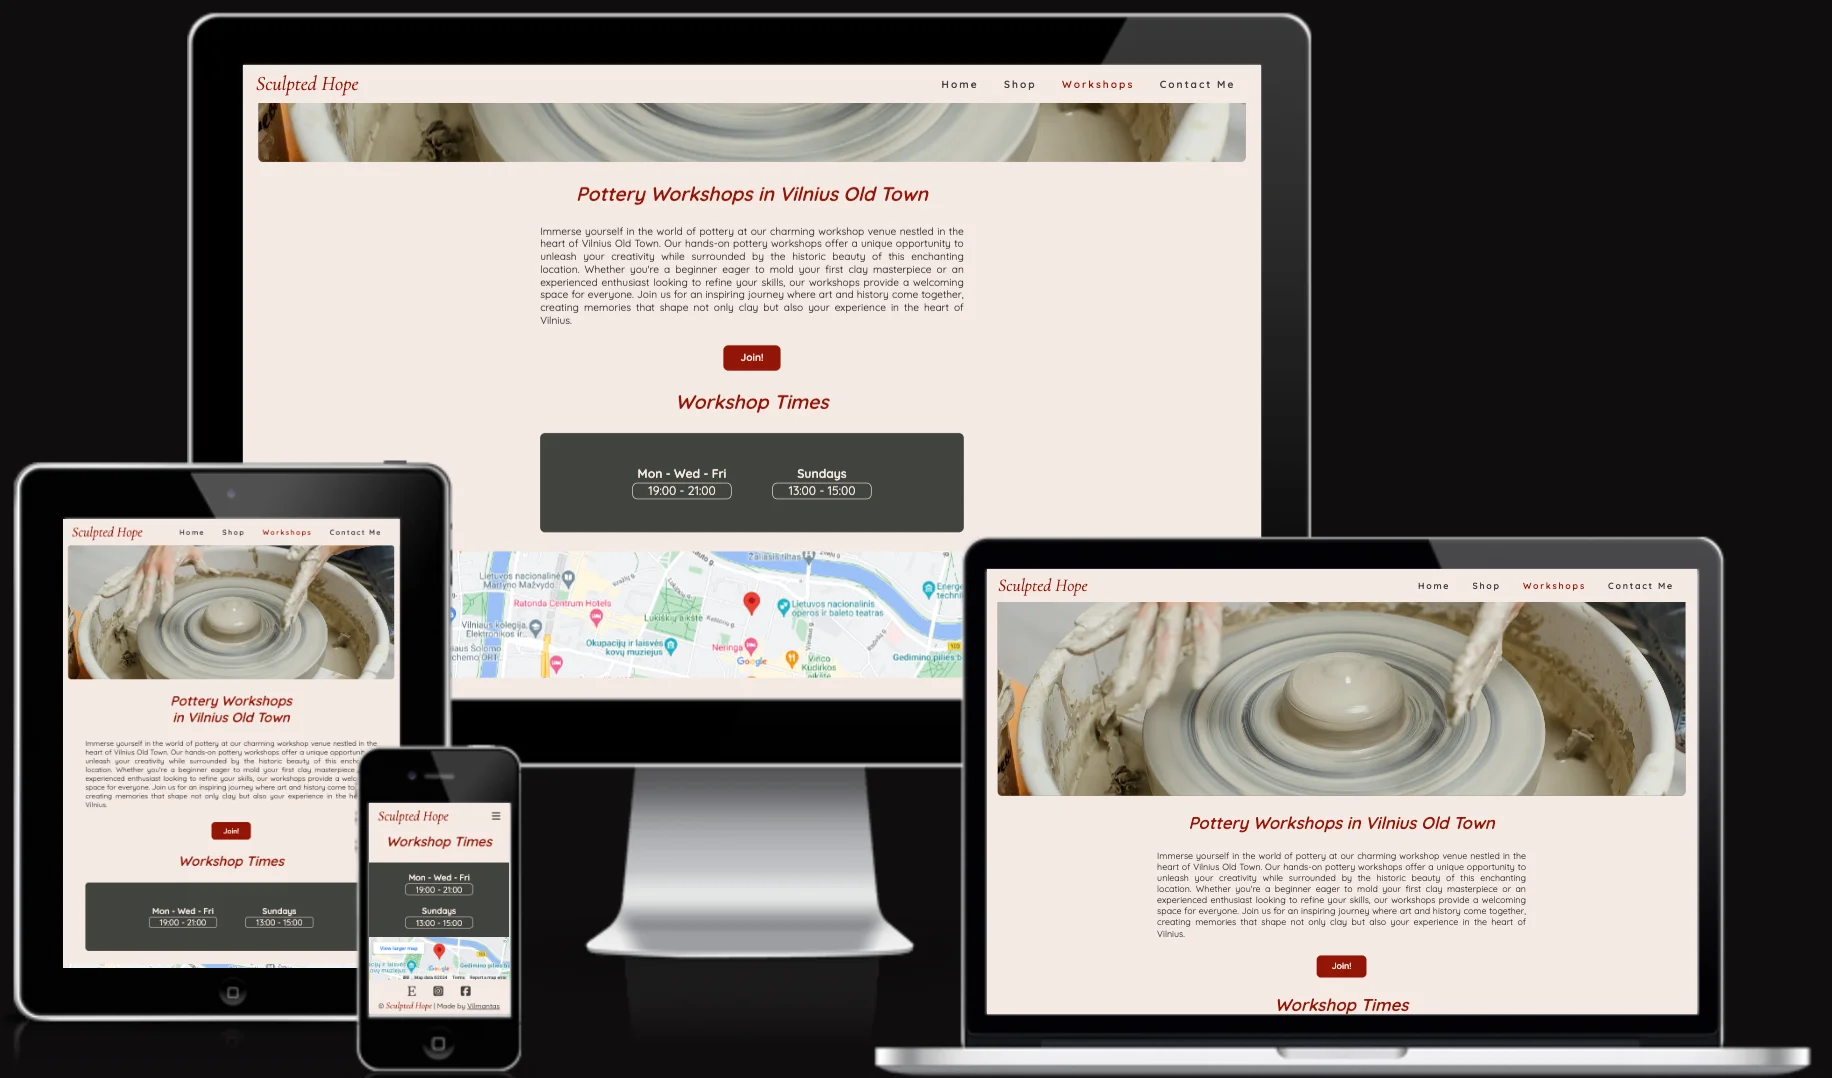 Sculpted Hope
Home Shop Workshops Contact Me
Pottery Workshops in Vilnius Old Town
Immerse yourself in the world of pottery at our charming workshop venue nestled in the
heart of Vilnius Old Town. Our hands-on pottery workshops offer a unique opportunity to
unleash your creativity while surrounded by the historic beauty of this enchanting
location. Whether you're a beginner eager to mold your first clay masterpiece or an
experienced enthusiast looking to refine your skills, our workshops provide a welcoming
space for everyone. Join us for an inspiring journey where art and history come together,
creating memories that shape not only clay but also your experience in the heart of
Vilnius.
Join!
Workshop Times
Mon - Wed - Fri Sundays
19:00 - 21:00 13:00 - 15:00
Žaliasis tiltas
Lietuvos nacionalinė
Martyno Mažvydo...
Ratonda Centrum Hotels
Lukiškių aikštė
Lietuvos nacionalinis
operos ir baleto teatras
Energ
techni
Vilniaus kolegija,
Elektronikos ir...
Okupacijų ir laisvės
kovų muziejus
Neringa
Google
Vinco
Kudirkos
aikštė
103
Gedimino pilies b
Sculpted Hope
Home Shop Workshops Contact Me
Pottery Workshops
in Vilnius Old Town
Immerse yourself in the world of pottery at our charming workshop venue nestled in the
heart of Vilnius Old Town. Our hands-on pottery workshops offer a unique opportuni
unleash your creativity while surrounded by the historic beauty of this ench
location. Whether you're a beginner eager to mold your first clay masterpiece
experienced enthusiast looking to refine your skills, our workshops provide a welc
space for everyone. Join us for an inspiring journey where art and history come to
creating memories that shape not only clay but also your experience in the he
Vilnius.
Join!
Workshop Times
Mon - Wed - Fri Sundays
19:00 - 21:00 13:00 - 15:00
Sculpted Hope
Workshop Times
Mon - Wed - Fri
19:00 - 21:00
Sundays
13:00 - 15:00
View larger map
Google
Gedimino pilies
Map data ©2024 Terms Report a map error
© Sculpted Hope | Made by Vilmantas
Sculpted Hope
Home Shop Workshops Contact Me
Pottery Workshops in Vilnius Old Town
Immerse yourself in the world of pottery at our charming workshop venue nestled in the
heart of Vilnius Old Town. Our hands-on pottery workshops offer a unique opportunity to
unleash your creativity while surrounded by the historic beauty of this enchanting
location. Whether you're a beginner eager to mold your first clay masterpiece or an
experienced enthusiast looking to refine your skills, our workshops provide a welcoming
space for everyone. Join us for an inspiring journey where art and history come together,
creating memories that shape not only clay but also your experience in the heart of
Vilnius.
Join!
Workshop Times